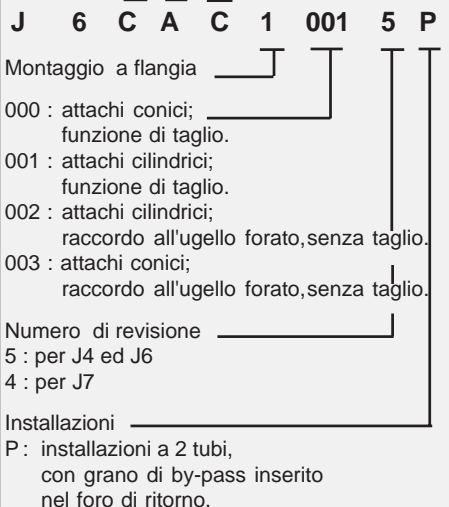 J 6 C A C 1 001 5 P
Montaggio a flangia
000 : attachi conici;
funzione di taglio.
001 : attachi cilindrici;
funzione di taglio.
002 : attachi cilindrici;
raccordo all'ugello forato,senza taglio.
003 : attachi conici;
raccordo all'ugello forato,senza taglio.
Numero di revisione
5 : per J4 ed J6
4 : per J7
Installazioni
P : installazioni a 2 tubi,
con grano di by-pass inserito
nel foro di ritorno.